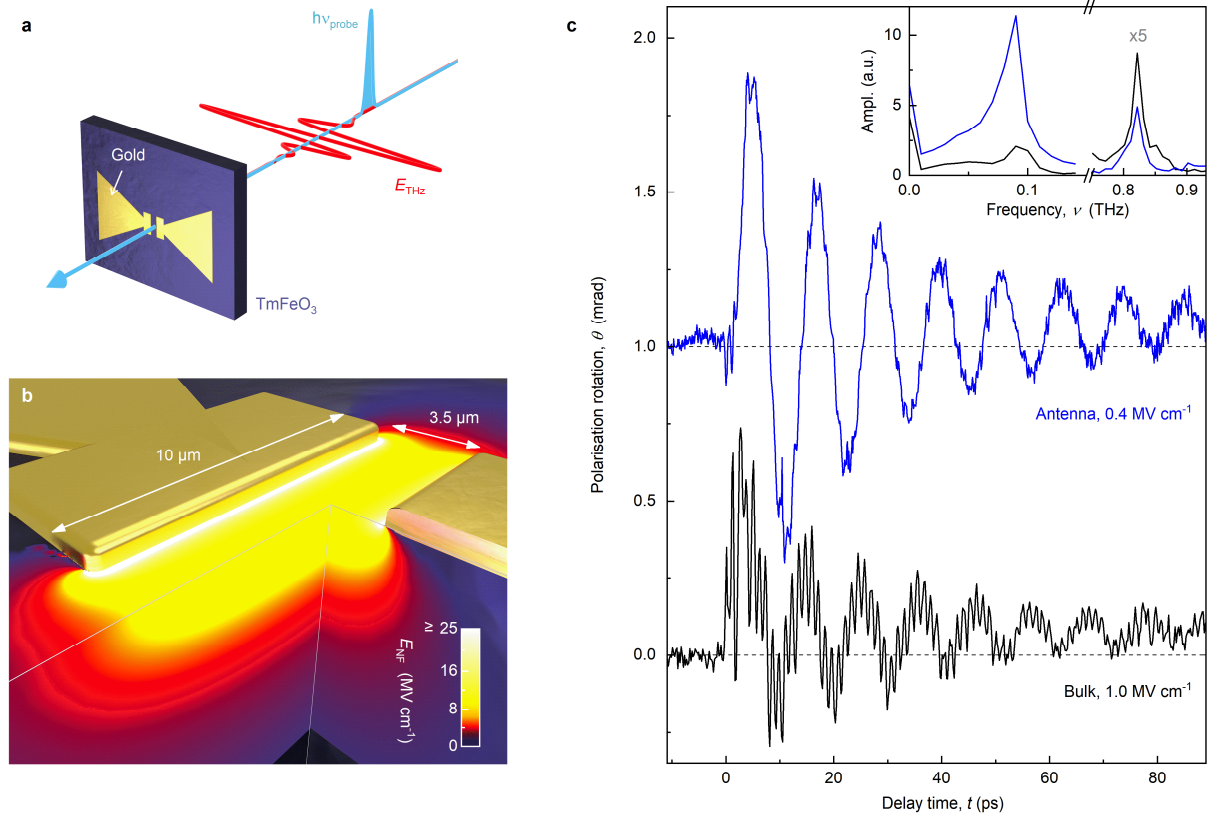 a
hν_probe
Gold
E_THz
TmFeO₃
b
3.5 µm
10 µm
≥
25
16
8
0
E_NF (MV cm⁻¹)
c
2.0
1.5
1.0
0.5
0.0
Polarisation rotation, θ (mrad)
0
20
40
60
80
Delay time, t (ps)
Antenna, 0.4 MV cm⁻¹
Bulk, 1.0 MV cm⁻¹
10
5
0
Ampl. (a.u.)
x5
0.0
0.1
0.8
0.9
Frequency, ν (THz)